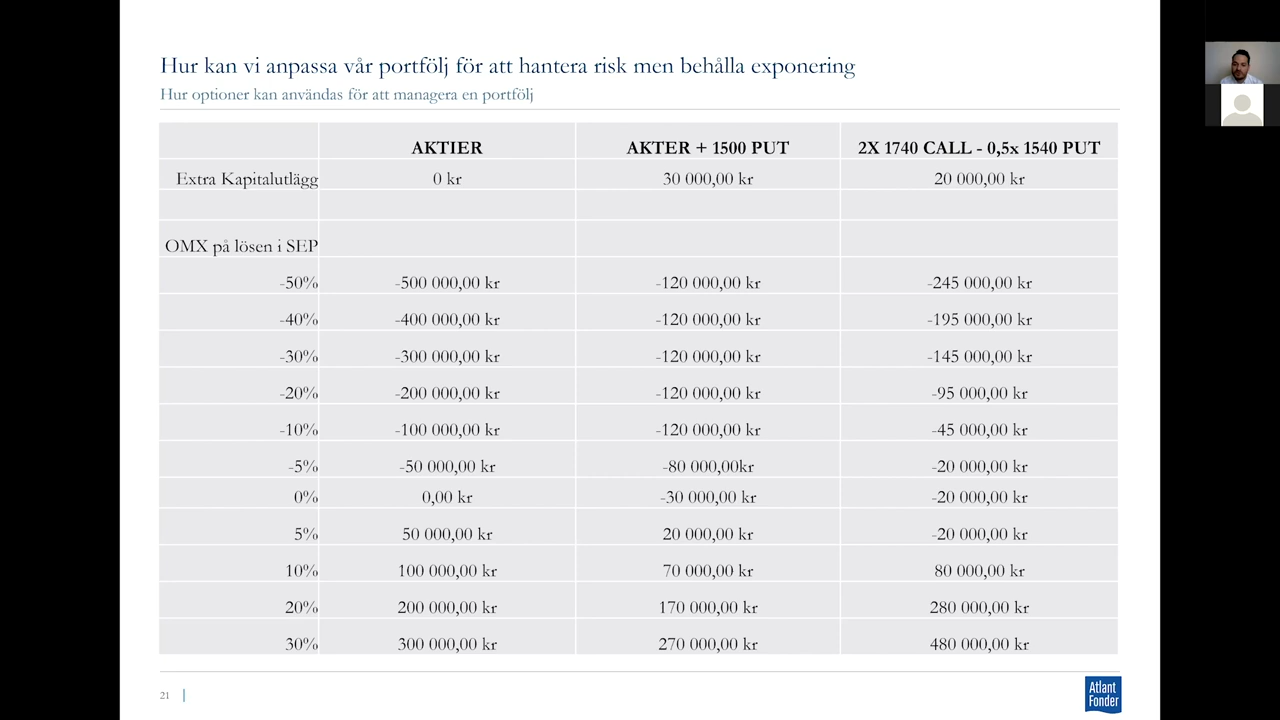 Hur kan vi anpassa vår portfölj för att hantera risk men behålla exponering
Hur optioner kan användas för att managera en portfölj
AKTIER AKTER + 1500 PUT 2X 1740 CALL - 0,5x 1540 PUT
Extra Kapitalutlägg 0 kr 30 000,00 kr 20 000,00 kr
OMX på lösen i SEP
-50% -500 000,00 kr -120 000,00 kr -245 000,00 kr
-40% -400 000,00 kr -120 000,00 kr -195 000,00 kr
-30% -300 000,00 kr -120 000,00 kr -145 000,00 kr
-20% -200 000,00 kr -120 000,00 kr -95 000,00 kr
-10% -100 000,00 kr -120 000,00 kr -45 000,00 kr
-5% -50 000,00 kr -80 000,00kr -20 000,00 kr
0% 0,00 kr -30 000,00 kr -20 000,00 kr
5% 50 000,00 kr 20 000,00 kr -20 000,00 kr
10% 100 000,00 kr 70 000,00 kr 80 000,00 kr
20% 200 000,00 kr 170 000,00 kr 280 000,00 kr
30% 300 000,00 kr 270 000,00 kr 480 000,00 kr
21
Atlant
Fonder